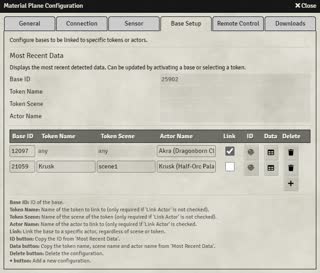 Material Plane Configuration
Close
General
Connection
Sensor
Base Setup
Remote Control
Downloads
Configure bases to be linked to specific tokens or actors.
Most Recent Data
Displays the most recent detected data. Can be updated by activating a base or selecting a token.
Base ID 25902
Token Name
Token Scene
Actor Name
Base ID Token Name Token Scene Actor Name Link ID Data Delete
12097 any any Akra (Dragonborn Cl
21059 Krusk scene1 Krusk (Half-Orc Pala
Base ID: ID of the base.
Token Name: Name of the token to link to (only required if 'Link Actor' is not checked).
Token Scene: Name of the scene of the token (only required if 'Link Actor' is not checked).
Actor Name: Name of the actor to link to (only required if 'Link Actor' is checked).
Link: Link the base to a specific actor, regardless of scene or token.
ID button: Copy the ID from 'Most Recent Data'.
Data button: Copy the token name, scene name and actor name from 'Most Recent Data'.
Delete button: Delete the configuration.
+ button: Add a new configuration.